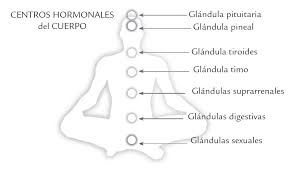 CENTROS HORMONALES
del CUERPO
Glándula pituitaria
Glándula pineal
Glándula tiroides
Glándula timo
Glándulas suprarrenales
Glándulas digestivas
Glándulas sexuales